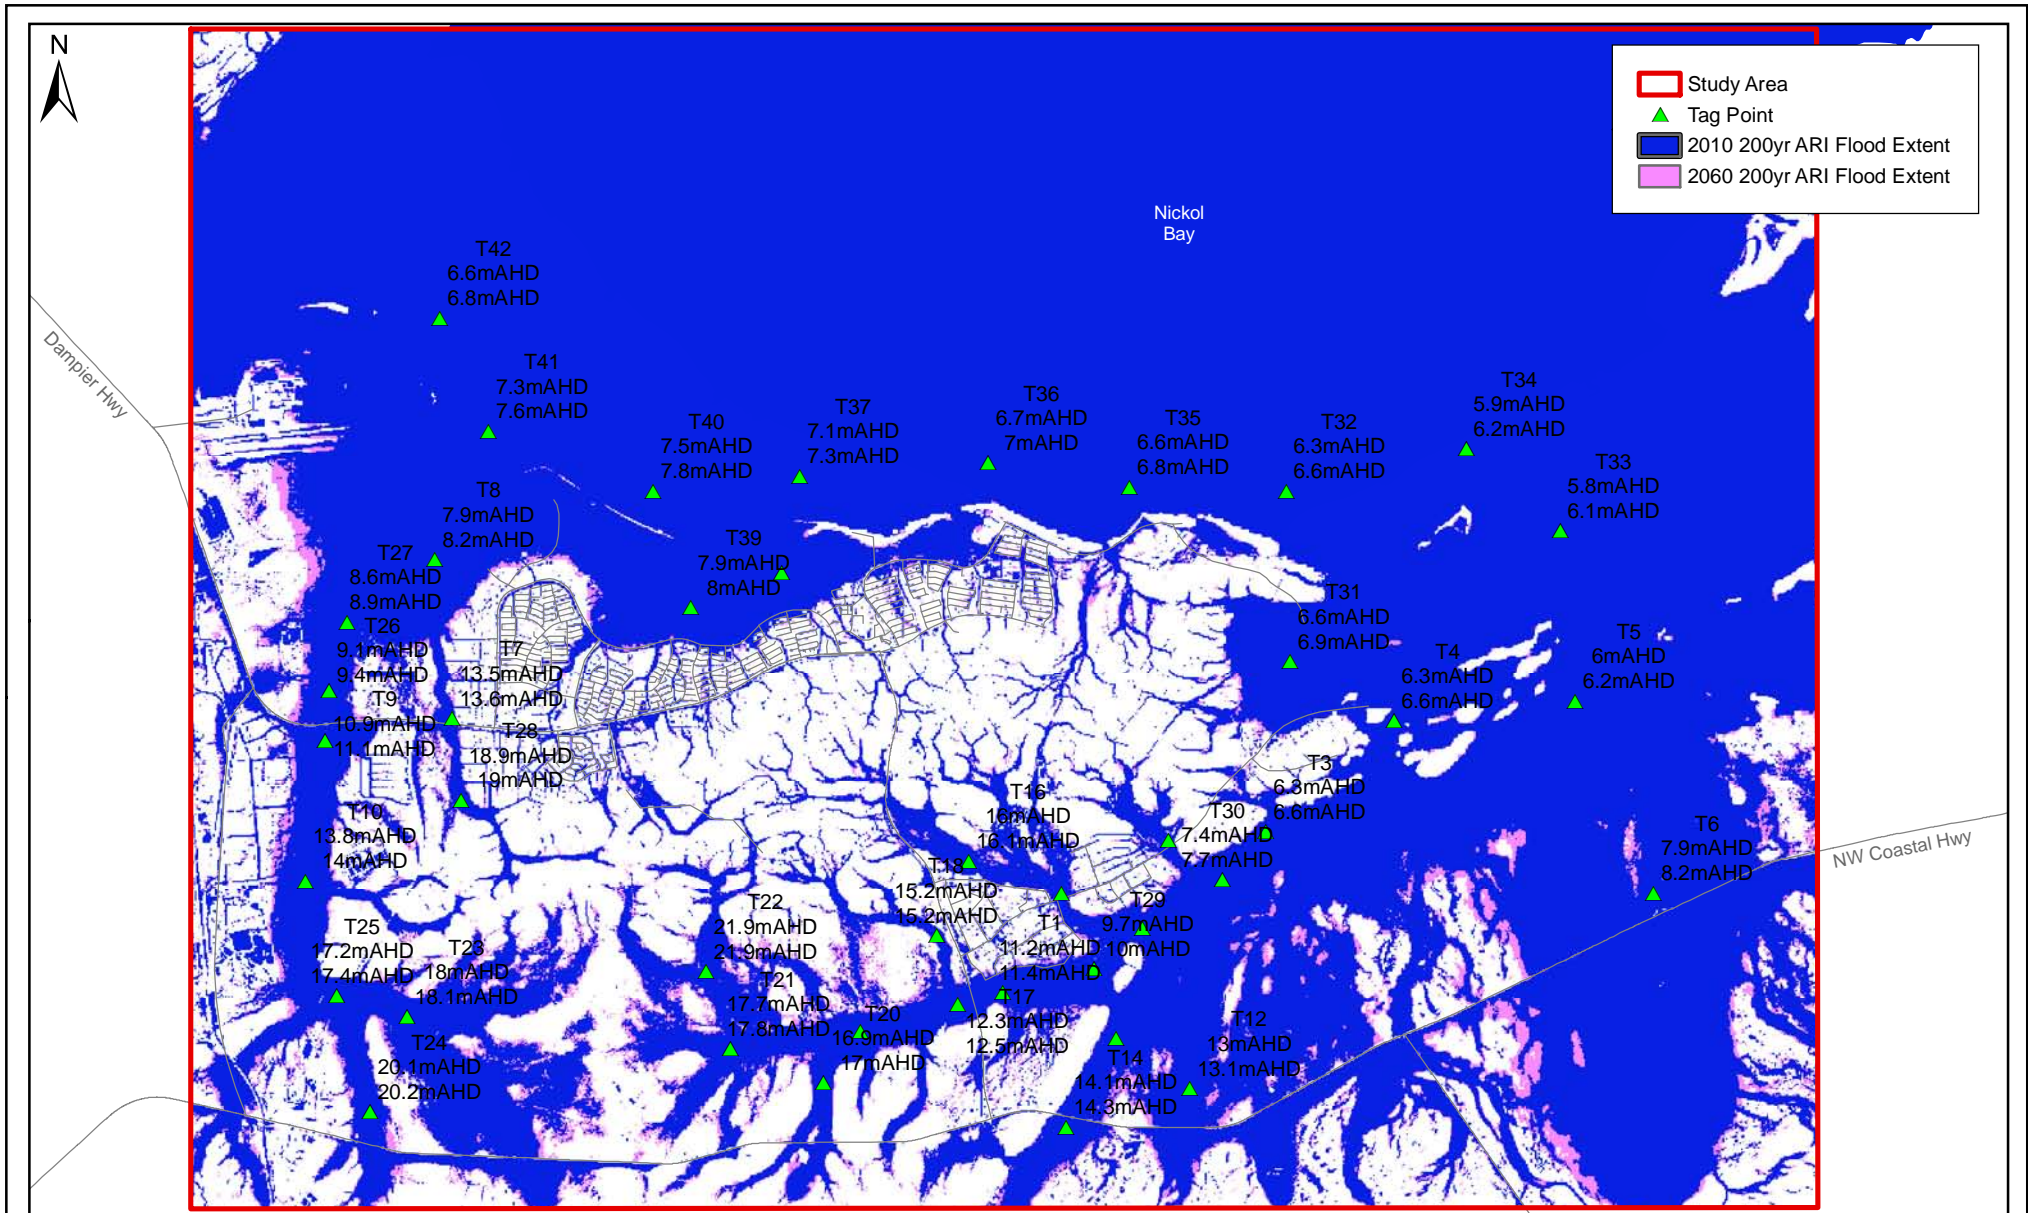 N
Study Area
Tag Point
2010 200yr ARI Flood Extent
2060 200yr ARI Flood Extent
Nickol
Bay
Dampier Hwy
NW Coastal Hwy
T42
6.6mAHD
6.8mAHD
T41
7.3mAHD
7.6mAHD
T40
7.5mAHD
7.8mAHD
T37
7.1mAHD
7.3mAHD
T36
6.7mAHD
7mAHD
T35
6.6mAHD
6.8mAHD
T32
6.3mAHD
6.6mAHD
T34
5.9mAHD
6.2mAHD
T33
5.8mAHD
6.1mAHD
T8
7.9mAHD
8.2mAHD
T27
8.6mAHD
8.9mAHD
T39
7.9mAHD
8mAHD
T26
9.1mAHD
9.4mAHD
T7
13.5mAHD
13.6mAHD
T31
6.6mAHD
6.9mAHD
T4
6.3mAHD
6.6mAHD
T5
6mAHD
6.2mAHD
T9
10.9mAHD
11.1mAHD
T28
18.9mAHD
19mAHD
T3
6.3mAHD
6.6mAHD
T16
16mAHD
16.1mAHD
T30
7.4mAHD
7.7mAHD
T6
7.9mAHD
8.2mAHD
T10
13.8mAHD
14mAHD
T18
15.2mAHD
15.2mAHD
T22
21.9mAHD
21.9mAHD
T29
9.7mAHD
10mAHD
T1
11.2mAHD
11.4mAHD
T25
17.2mAHD
17.4mAHD
T23
18mAHD
18.1mAHD
T21
17.7mAHD
17.8mAHD
T17
12.3mAHD
12.5mAHD
T20
16.9mAHD
17mAHD
T12
13mAHD
13.1mAHD
T24
20.1mAHD
20.2mAHD
T14
14.1mAHD
14.3mAHD